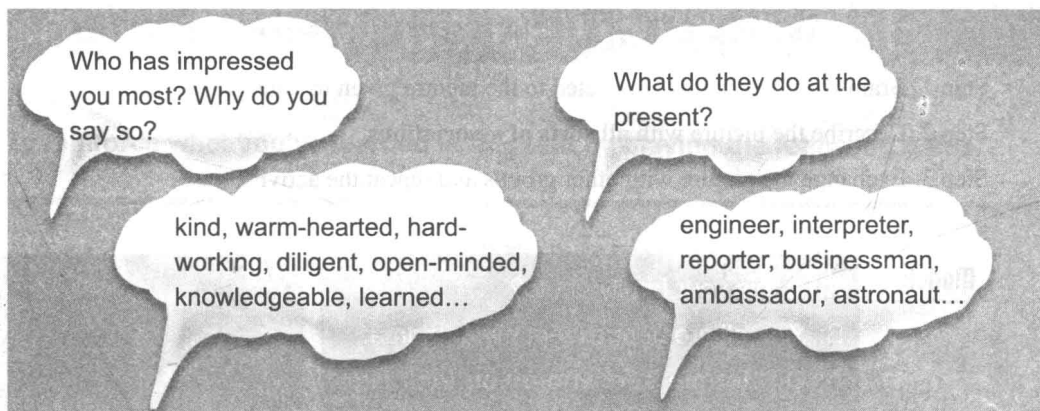 Who has impressed
you most? Why do you
say so?
What do they do at the
present?
kind, warm-hearted, hard-
working, diligent, open-minded,
knowledgeable, learned…
engineer, interpreter,
reporter, businessman,
ambassador, astronaut…